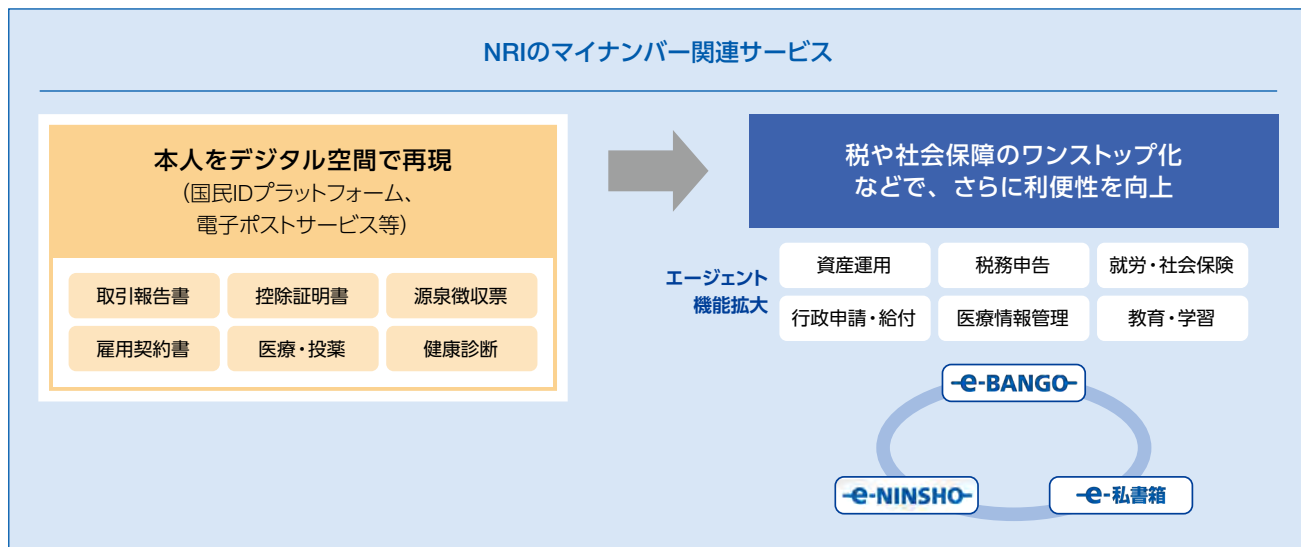 NRIのマイナンバー関連サービス
本人をデジタル空間で再現
(国民IDプラットフォーム、
電子ポストサービス等)
取引報告書
控除証明書
源泉徴収票
雇用契約書
医療・投薬
健康診断
税や社会保障のワンストップ化
などで、さらに利便性を向上
エージェント
機能拡大
資産運用
税務申告
就労・社会保険
行政申請・給付
医療情報管理
教育・学習
e-BANGO
e-NINSHO
e-私書箱